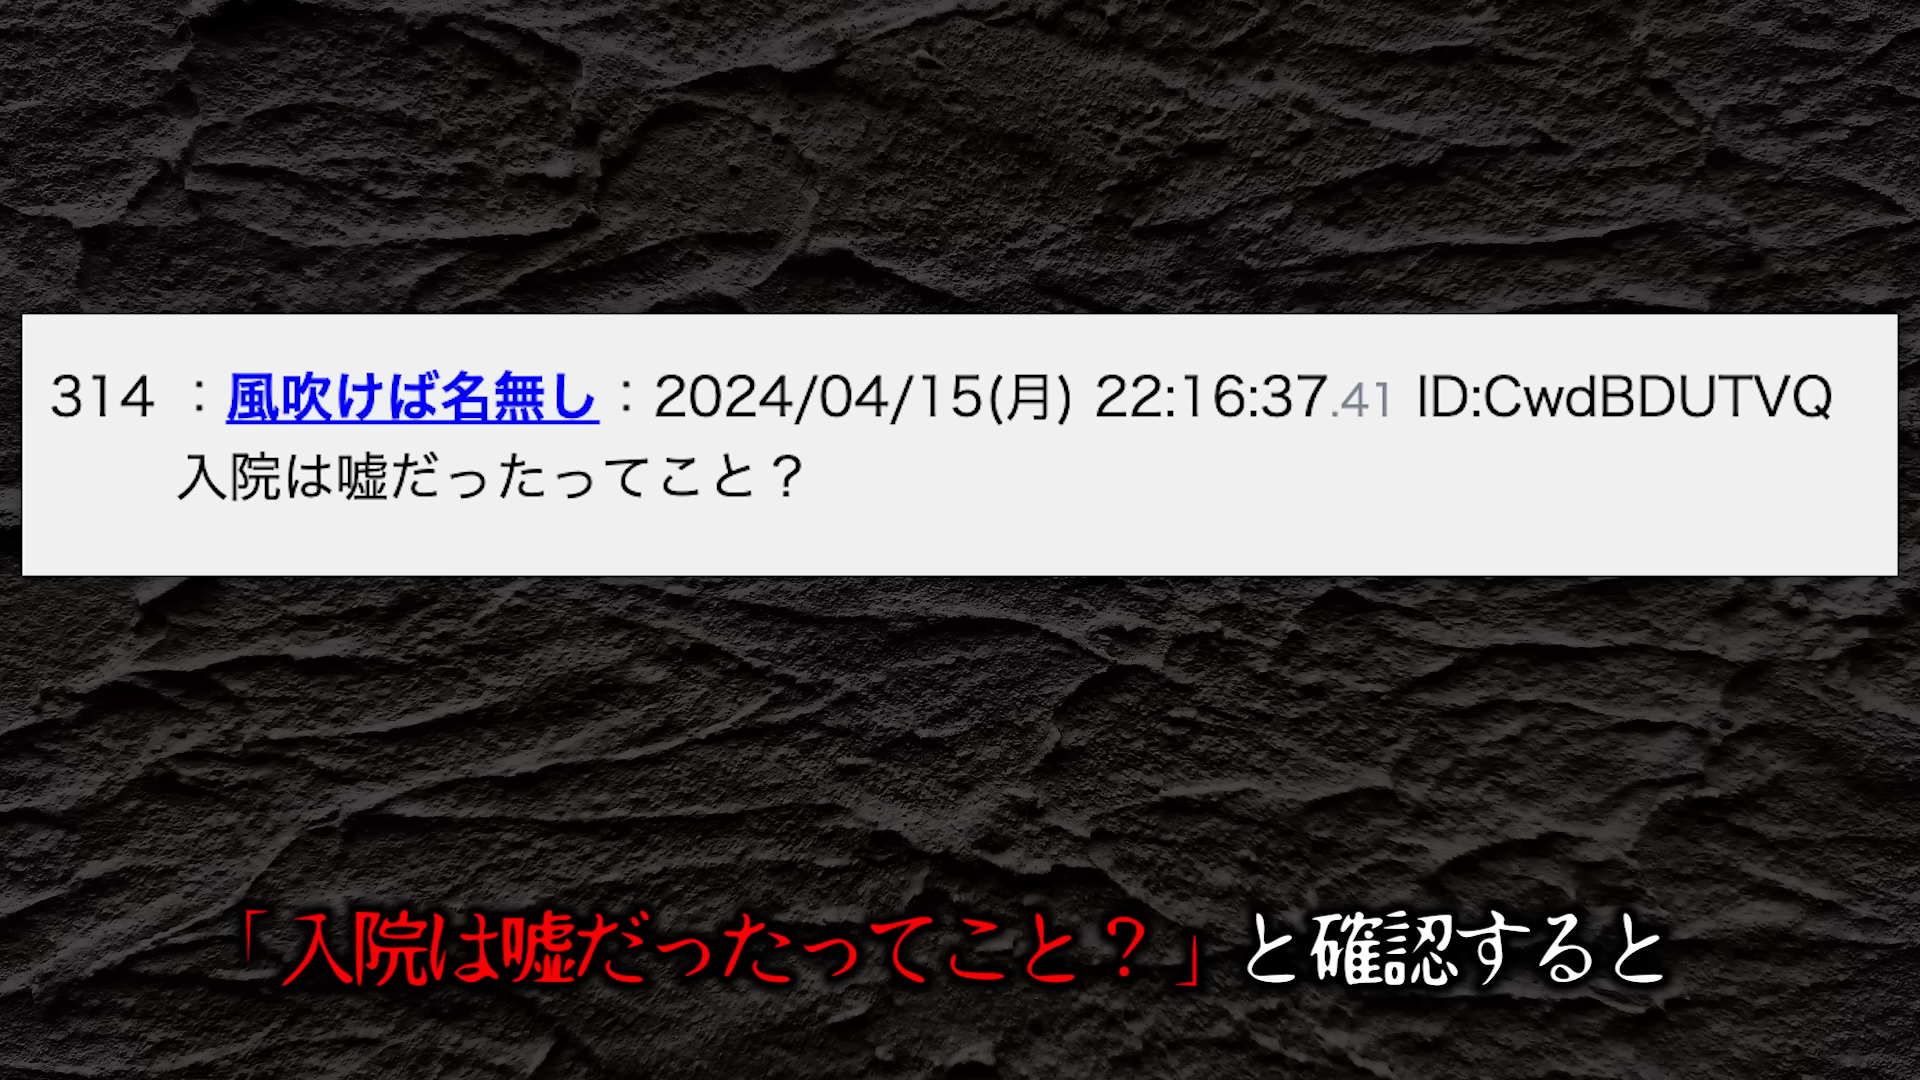 314 ：風吹けば名無し：2024/04/15(月) 22:16:37.41 ID:CwdBDUTVQ
入院は嘘だったってこと？
「入院は嘘だったってこと？」と確認すると